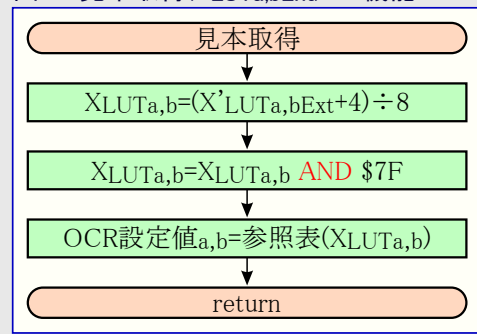 見本取得
XLUTa,b=(X’LUTa,bExt+4)÷8
XLUTa,b=XLUTa,b AND $7F
OCR設定値a,b=参照表(XLUTa,b)
return